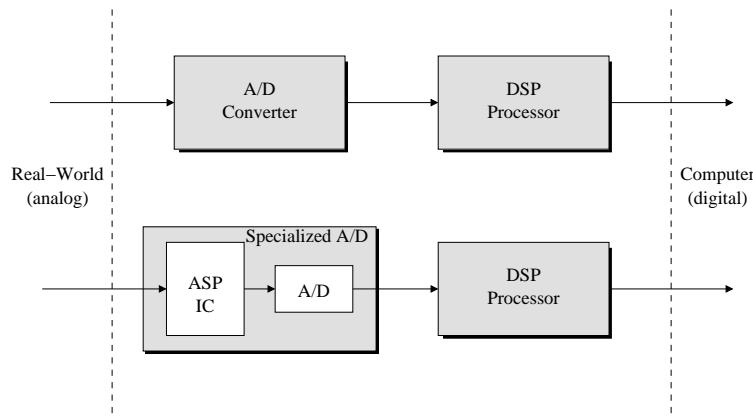 A/D
Converter
DSP
Processor
Real−World
(analog)
Computer
(digital)
Specialized A/D
ASP
IC
A/D
DSP
Processor